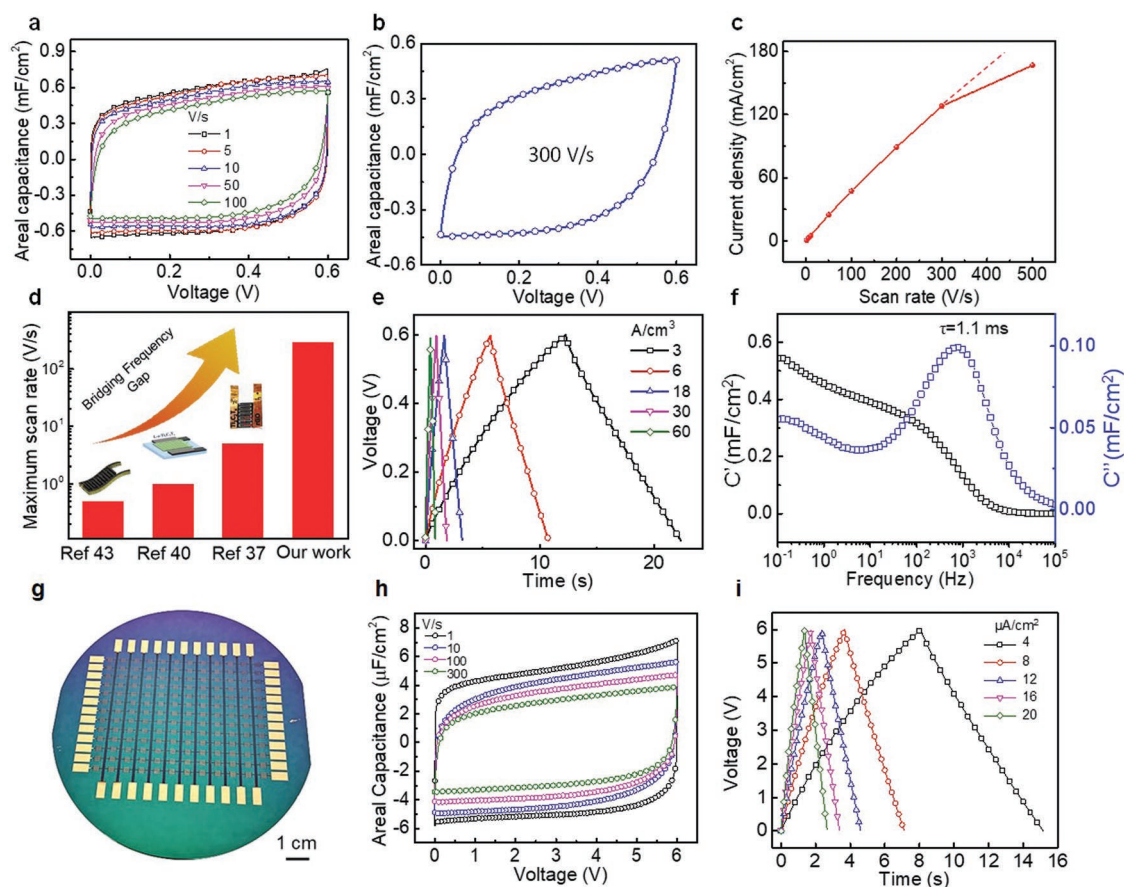 a
Areal capacitance (mF/cm²)
0.9
0.6
0.3
0.0
-0.3
-0.6
V/s
1
5
10
50
100
0.0 0.2 0.4 0.6
Voltage (V)
b
Areal capacitance (mF/cm²)
0.6
0.3
0.0
-0.3
-0.6
300 V/s
0.0 0.2 0.4 0.6
Voltage (V)
c
Current density (mA/cm²)
180
120
60
0
0 100 200 300 400 500
Scan rate (V/s)
d
Maximum scan rate (V/s)
10²
10¹
10⁰
Bridging Frequency
Gap
Ref 43 Ref 40 Ref 37 Our work
e
Voltage (V)
0.6
0.4
0.2
0.0
A/cm³
3
6
18
30
60
0 5 10 15 20
Time (s)
f
C' (mF/cm²)
0.6
0.4
0.2
0.0
τ=1.1 ms
0.10
0.05
0.00
C'' (mF/cm²)
10⁻¹ 10⁰ 10¹ 10² 10³ 10⁴ 10⁵
Frequency (Hz)
g
1 cm
h
Areal Capacitance (µF/cm²)
8
6
4
2
0
-2
-4
-6
V/s
1
10
100
300
0 1 2 3 4 5 6
Voltage (V)
i
Voltage (V)
6
5
4
3
2
1
0
µA/cm²
4
8
12
16
20
0 2 4 6 8 10 12 14 16
Time (s)